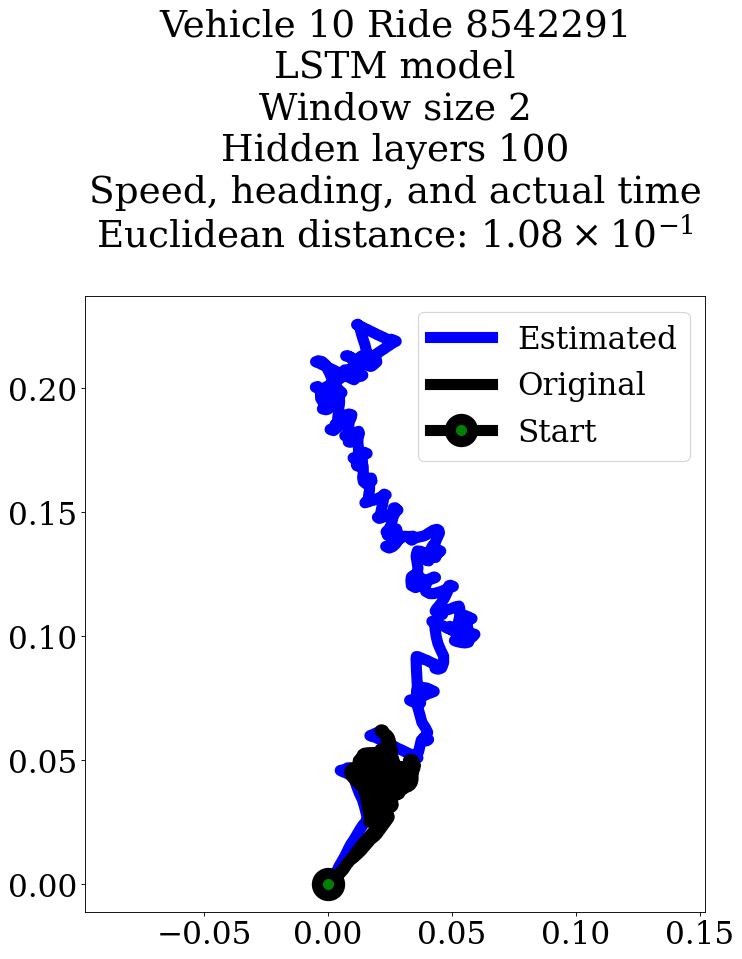 Vehicle 10 Ride 8542291
LSTM model
Window size 2
Hidden layers 100
Speed, heading, and actual time
Euclidean distance: 1.08 × 10⁻¹
Estimated
Original
Start
0.20
0.15
0.10
0.05
0.00
−0.05 0.00 0.05 0.10 0.15